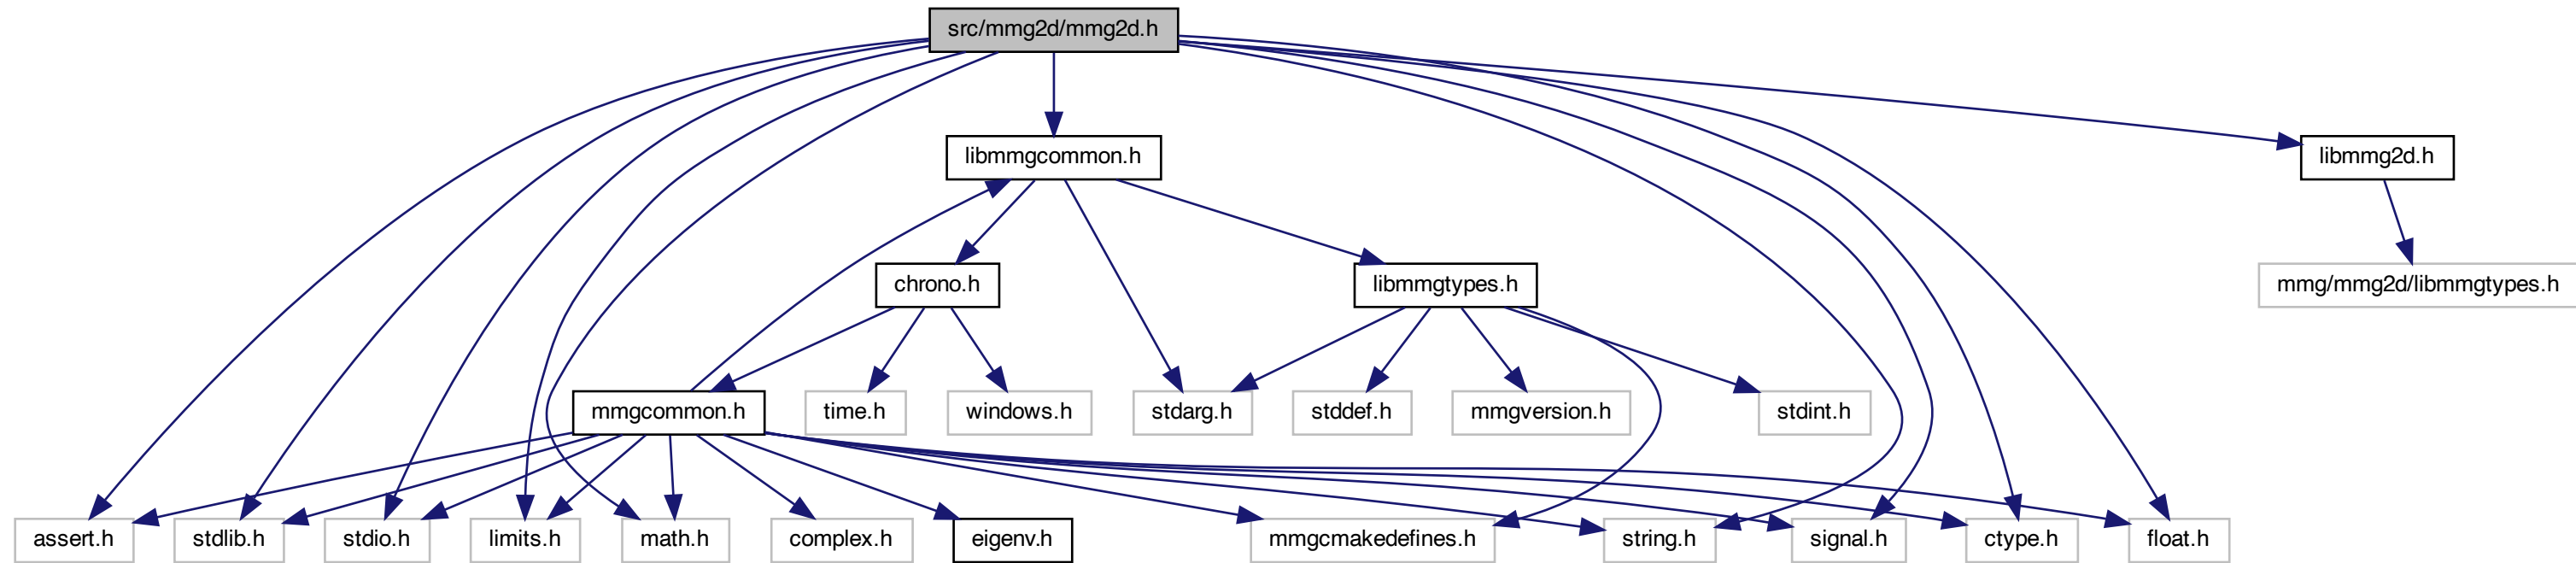 src/mmg2d/mmg2d.h
libmmgcommon.h
libmmg2d.h
chrono.h
libmmgtypes.h
mmg/mmg2d/libmmgtypes.h
mmgcommon.h
time.h
windows.h
stdarg.h
stddef.h
mmgversion.h
stdint.h
assert.h
stdlib.h
stdio.h
limits.h
math.h
complex.h
eigenv.h
mmgcmakedefines.h
string.h
signal.h
ctype.h
float.h